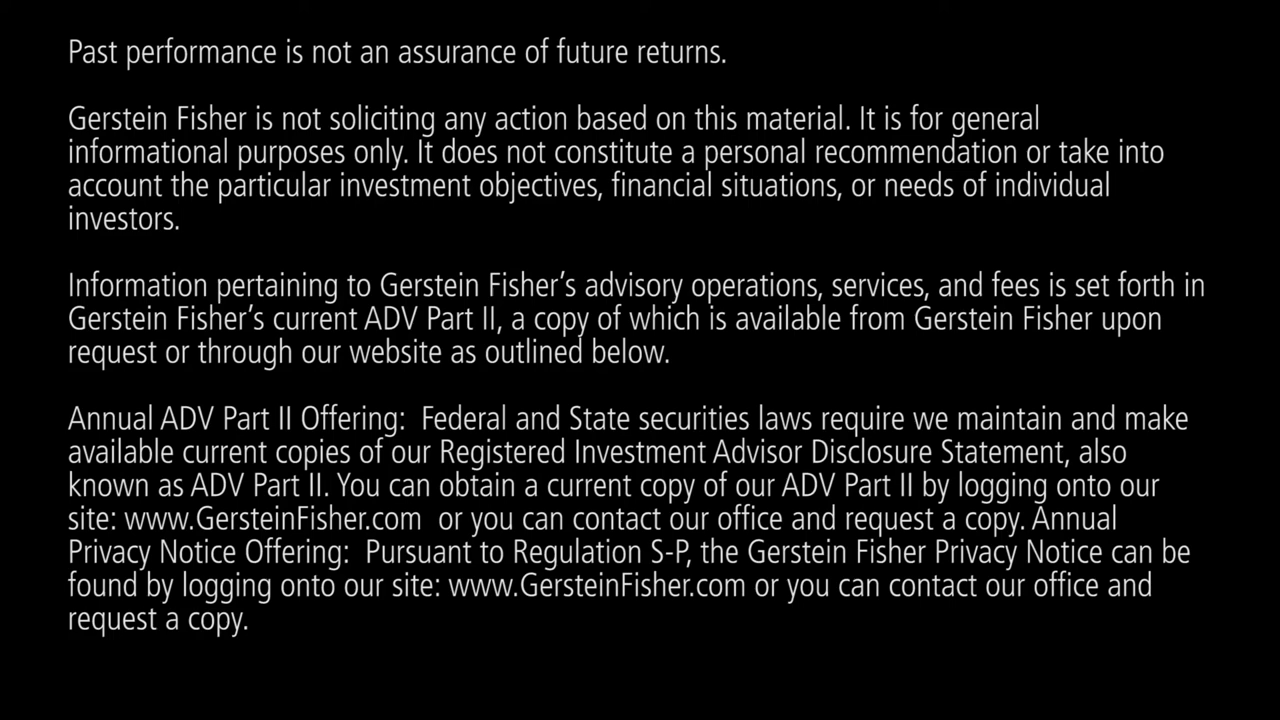 Past performance is not an assurance of future returns.
Gerstein Fisher is not soliciting any action based on this material. It is for general
informational purposes only. It does not constitute a personal recommendation or take into
account the particular investment objectives, financial situations, or needs of individual
investors.
Information pertaining to Gerstein Fisher’s advisory operations, services, and fees is set forth in
Gerstein Fisher’s current ADV Part II, a copy of which is available from Gerstein Fisher upon
request or through our website as outlined below.
Annual ADV Part II Offering:  Federal and State securities laws require we maintain and make
available current copies of our Registered Investment Advisor Disclosure Statement, also
known as ADV Part II. You can obtain a current copy of our ADV Part II by logging onto our
site: www.GersteinFisher.com  or you can contact our office and request a copy. Annual
Privacy Notice Offering:  Pursuant to Regulation S-P, the Gerstein Fisher Privacy Notice can be
found by logging onto our site: www.GersteinFisher.com or you can contact our office and
request a copy.